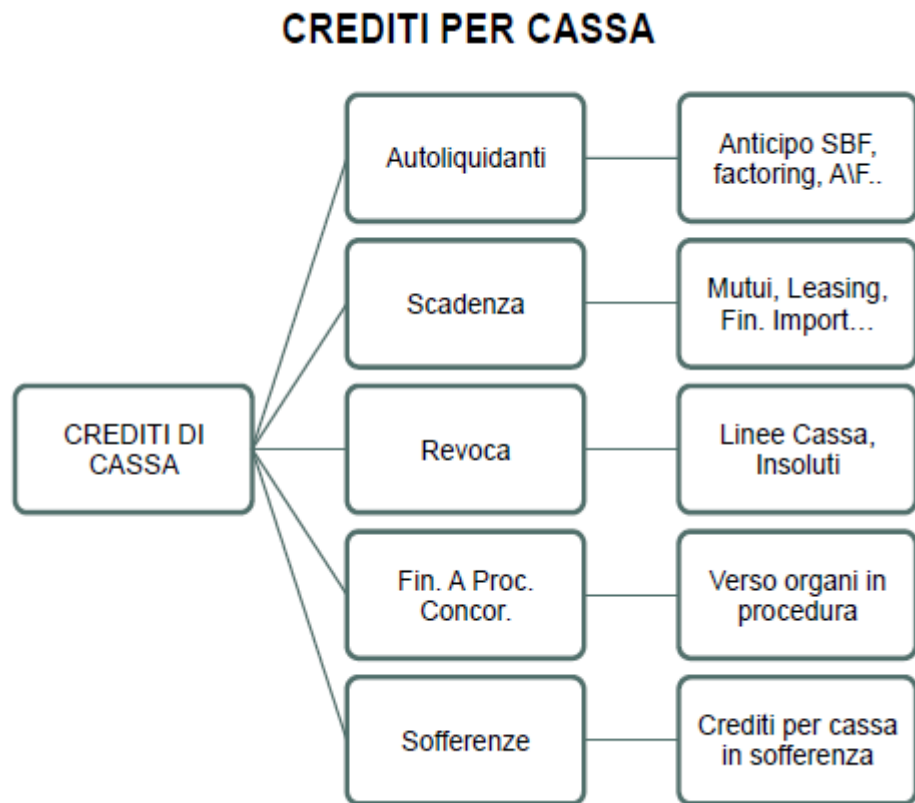 CREDITI PER CASSA
Autoliquidanti
Anticipo SBF,
factoring, A\F..
Scadenza
Mutui, Leasing,
Fin. Import...
CREDITI DI
CASSA
Revoca
Linee Cassa,
Insoluti
Fin. A Proc.
Concor.
Verso organi in
procedura
Sofferenze
Crediti per cassa
in sofferenza